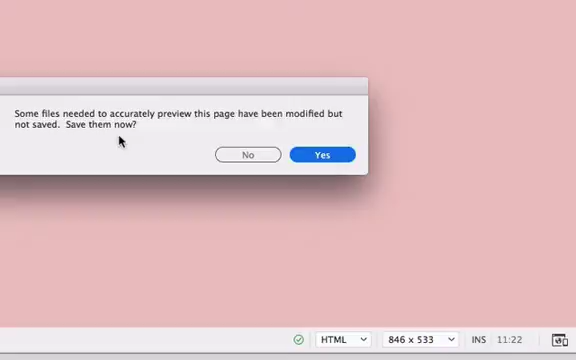 Some files needed to accurately preview this page have been modified but
not saved.  Save them now?
No
Yes
HTML
846 x 533
INS
11:22